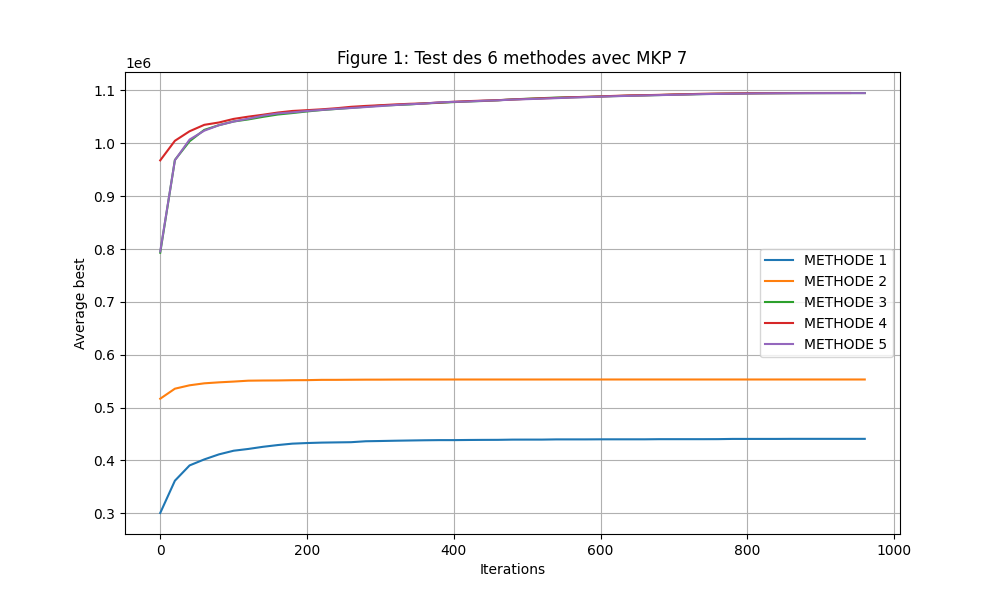 Figure 1: Test des 6 methodes avec MKP 7
1e6
1.1
1.0
0.9
0.8
0.7
0.6
0.5
0.4
0.3
Average best
METHODE 1
METHODE 2
METHODE 3
METHODE 4
METHODE 5
0 200 400 600 800 1000
Iterations